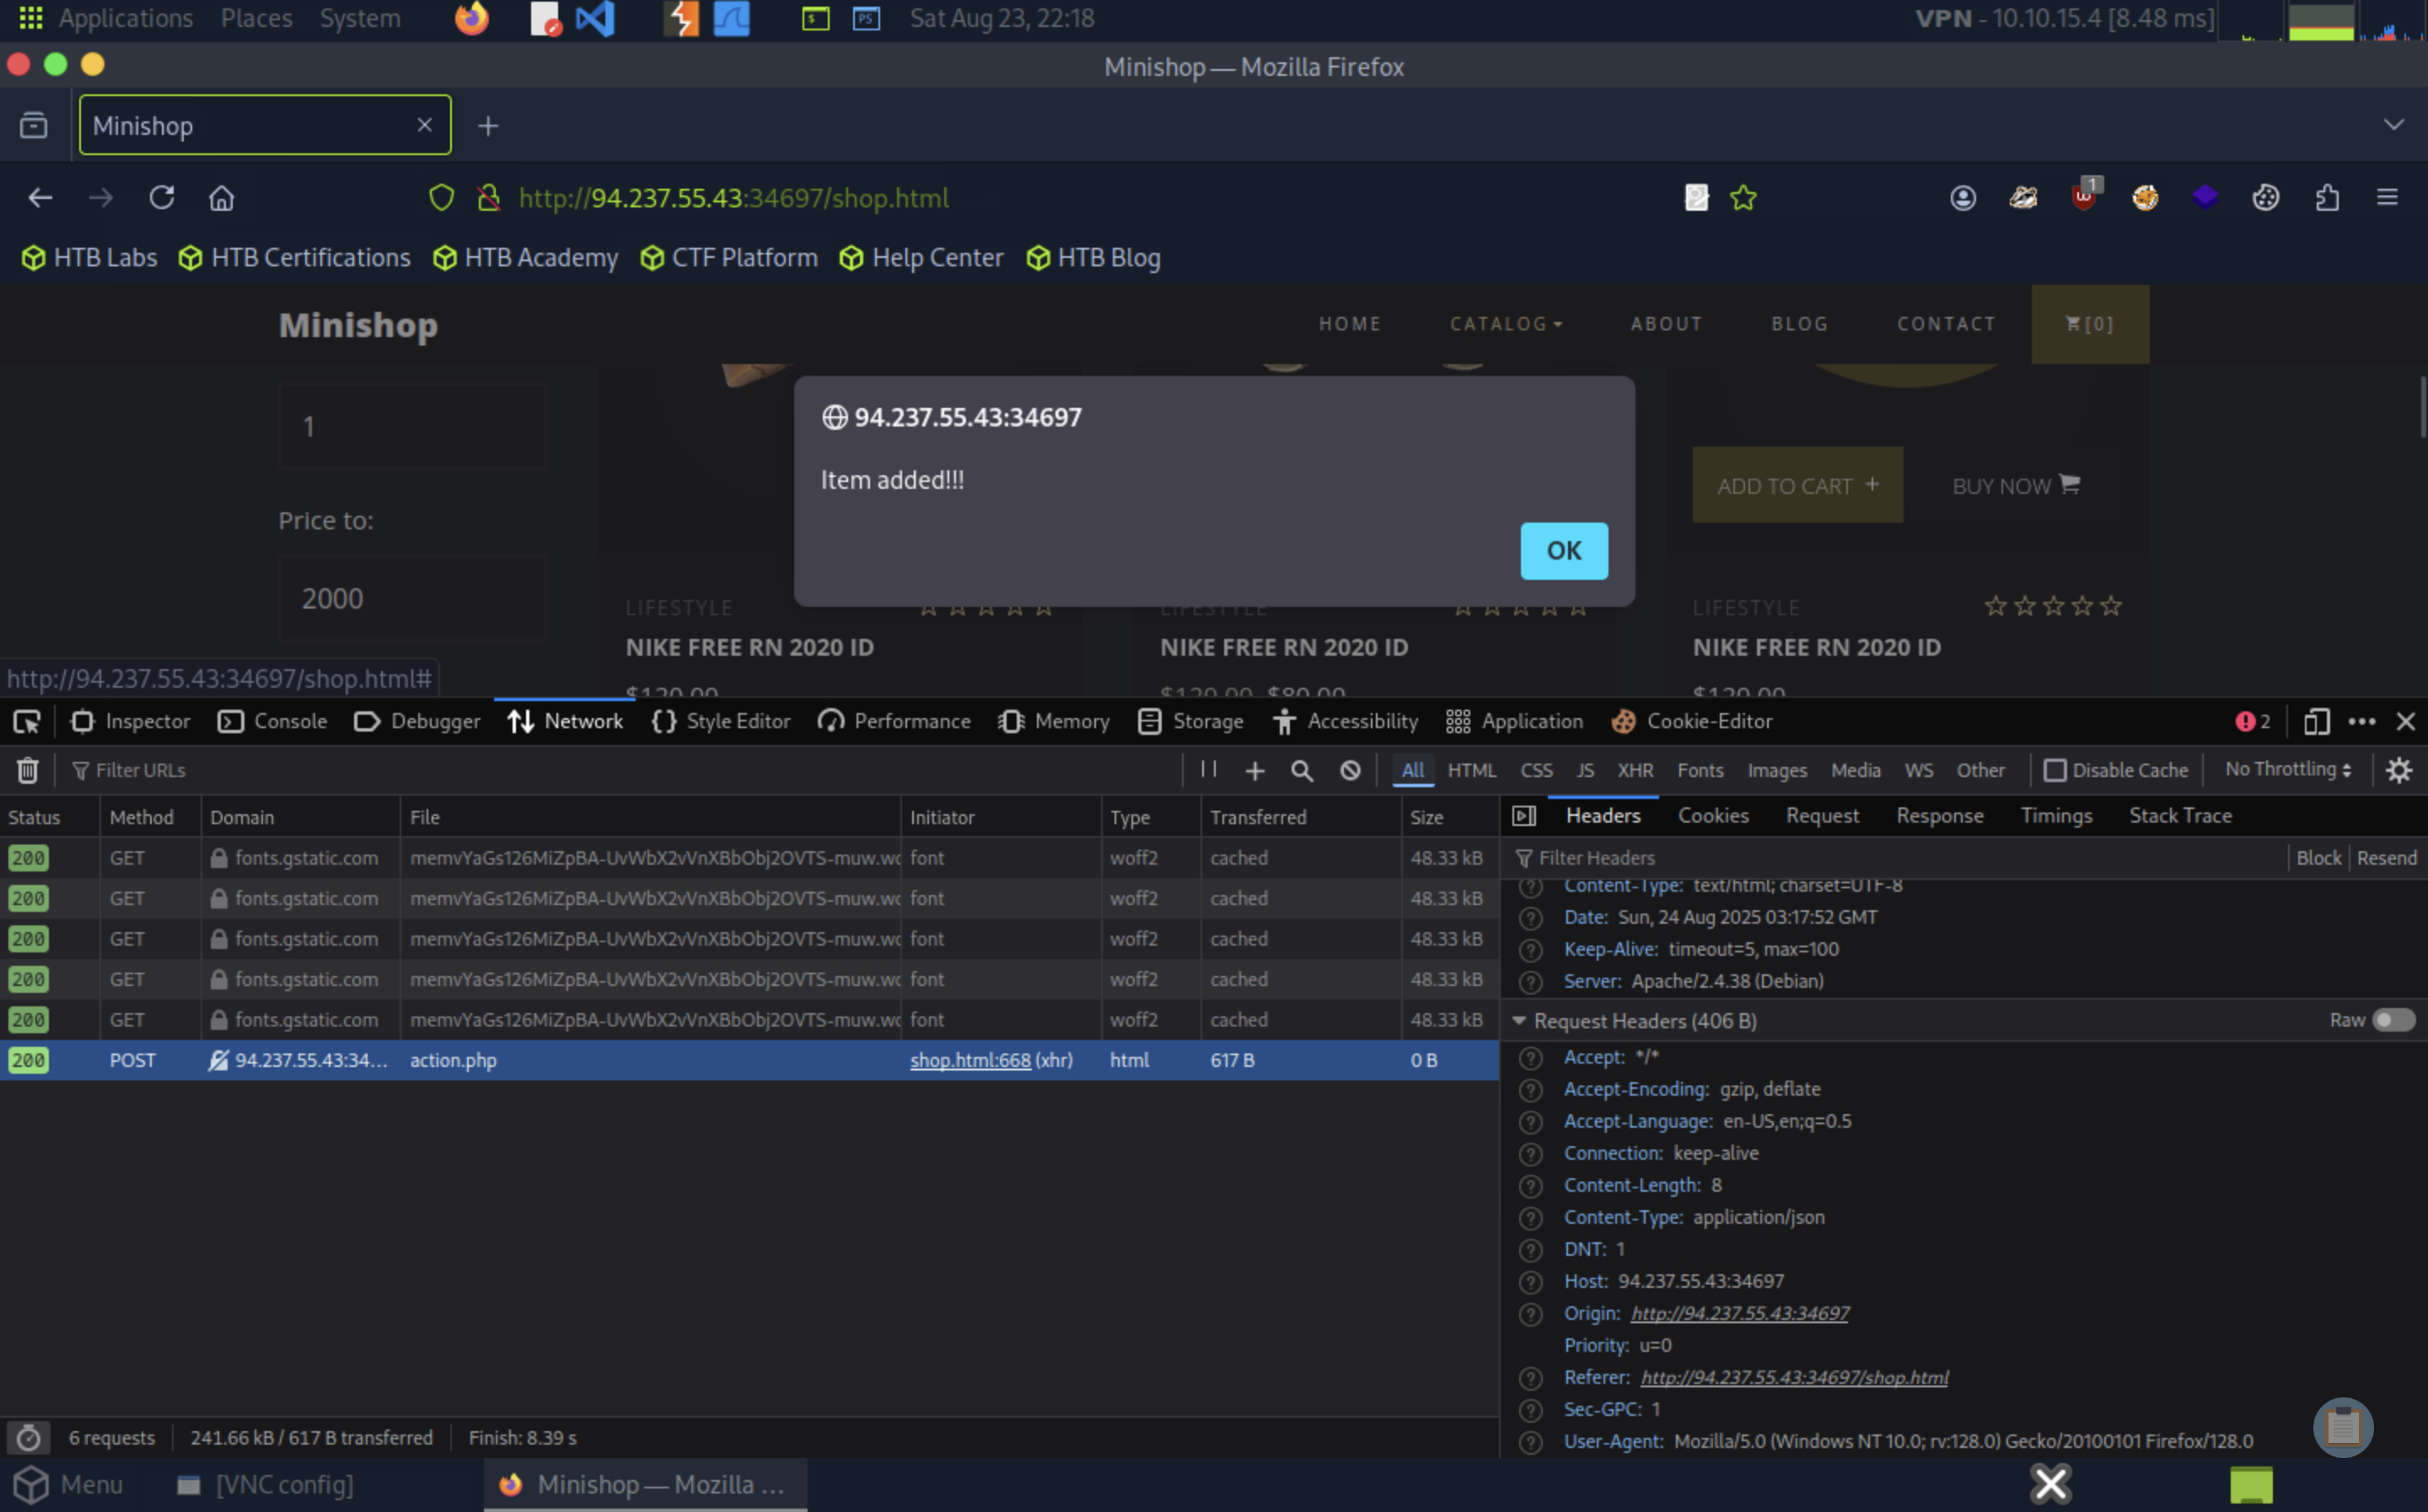 Applications Places System Sat Aug 23, 22:18 VPN - 10.10.15.4 [8.48 ms]
Minishop — Mozilla Firefox
Minishop
http://94.237.55.43:34697/shop.html 1
HTB Labs HTB Certifications HTB Academy CTF Platform Help Center HTB Blog
Minishop HOME CATALOG ABOUT BLOG CONTACT [0]
94.237.55.43:34697
1
Item added!!!
ADD TO CART + BUY NOW
Price to:
OK
2000
LIFESTYLE LIFESTYLE LIFESTYLE
NIKE FREE RN 2020 ID NIKE FREE RN 2020 ID NIKE FREE RN 2020 ID
http://94.237.55.43:34697/shop.html#
$120.00 $120.00 $80.00 $120.00
Inspector Console Debugger Network Style Editor Performance Memory Storage Accessibility Application Cookie-Editor 2
Filter URLs All HTML CSS JS XHR Fonts Images Media WS Other Disable Cache No Throttling
Status Method Domain File Initiator Type Transferred Size
200 GET fonts.gstatic.com memvYaGs126MiZpBA-UvWbX2vVnXBbObj2OVTS-muw.wo font woff2 cached 48.33 kB
200 GET fonts.gstatic.com memvYaGs126MiZpBA-UvWbX2vVnXBbObj2OVTS-muw.wo font woff2 cached 48.33 kB
200 GET fonts.gstatic.com memvYaGs126MiZpBA-UvWbX2vVnXBbObj2OVTS-muw.wo font woff2 cached 48.33 kB
200 GET fonts.gstatic.com memvYaGs126MiZpBA-UvWbX2vVnXBbObj2OVTS-muw.wo font woff2 cached 48.33 kB
200 GET fonts.gstatic.com memvYaGs126MiZpBA-UvWbX2vVnXBbObj2OVTS-muw.wo font woff2 cached 48.33 kB
200 POST 94.237.55.43:34... action.php shop.html:668 (xhr) html 617 B 0 B
Headers Cookies Request Response Timings Stack Trace
Filter Headers Block Resend
Content-Type: text/html; charset=UTF-8
Date: Sun, 24 Aug 2025 03:17:52 GMT
Keep-Alive: timeout=5, max=100
Server: Apache/2.4.38 (Debian)
Request Headers (406 B) Raw
Accept: */*
Accept-Encoding: gzip, deflate
Accept-Language: en-US,en;q=0.5
Connection: keep-alive
Content-Length: 8
Content-Type: application/json
DNT: 1
Host: 94.237.55.43:34697
Origin: http://94.237.55.43:34697
Priority: u=0
Referer: http://94.237.55.43:34697/shop.html
Sec-GPC: 1
User-Agent: Mozilla/5.0 (Windows NT 10.0; rv:128.0) Gecko/20100101 Firefox/128.0
6 requests 241.66 kB / 617 B transferred Finish: 8.39 s
Menu [VNC config] Minishop — Mozilla ...